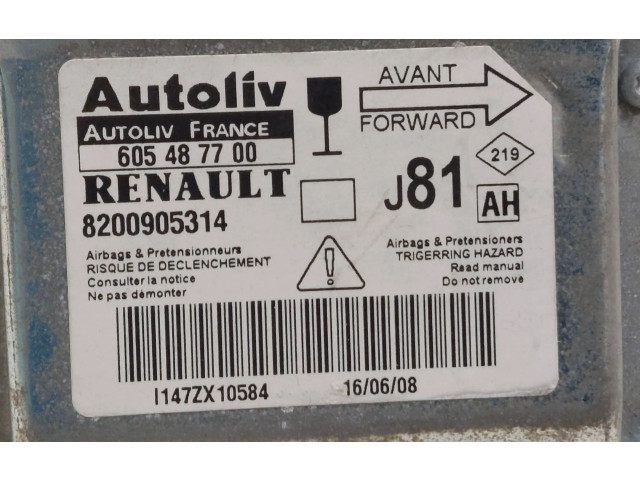 Autoliv
AUTOLIV FRANCE
605 48 77 00
RENAULT
8200905314
AVANT
FORWARD
219
J81
AH
Airbags & Pretensionneurs
RISQUE DE DECLENCHEMENT
Consulter la notice
Ne pas démonter
Airbags & Pretensioners
TRIGERRING HAZARD
Read manual
Do not remove
I147ZX10584
16/06/08